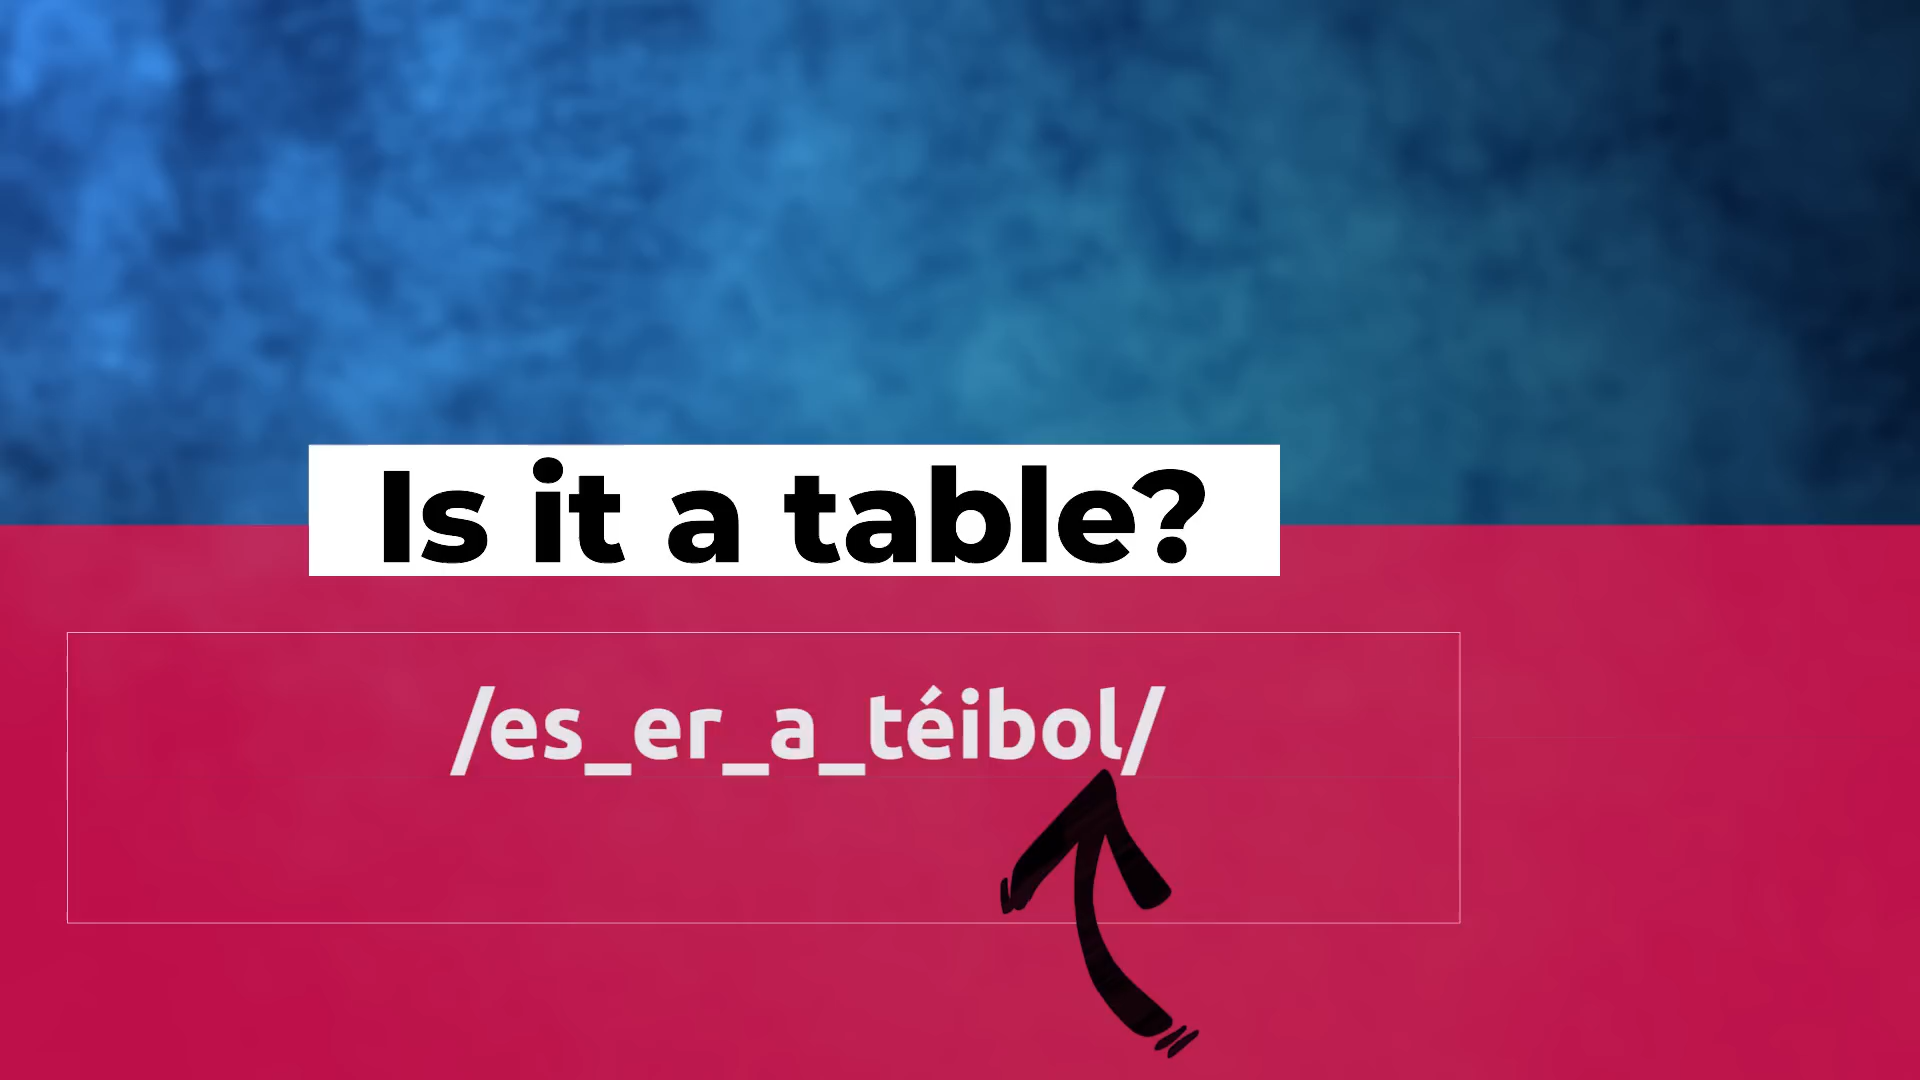 Is it a table?
/es_er_a_téibol/